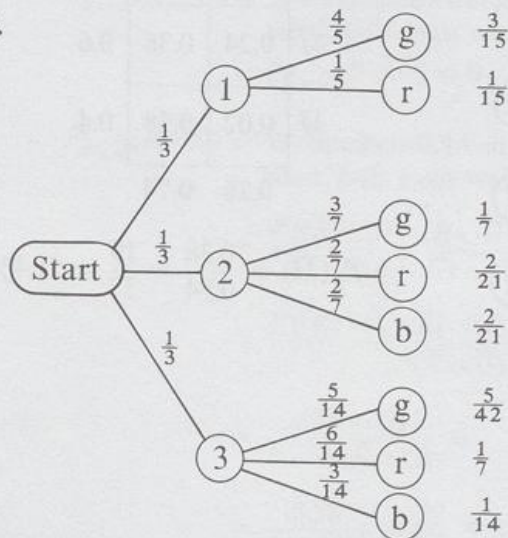 4/5 g 3/15
1/5 r 1/15
1
1/3
3/7 g 1/7
1/3 2/7 r 2/21
Start 2
2/7 b 2/21
1/3
5/14 g 5/42
6/14 r 1/7
3
3/14 b 1/14